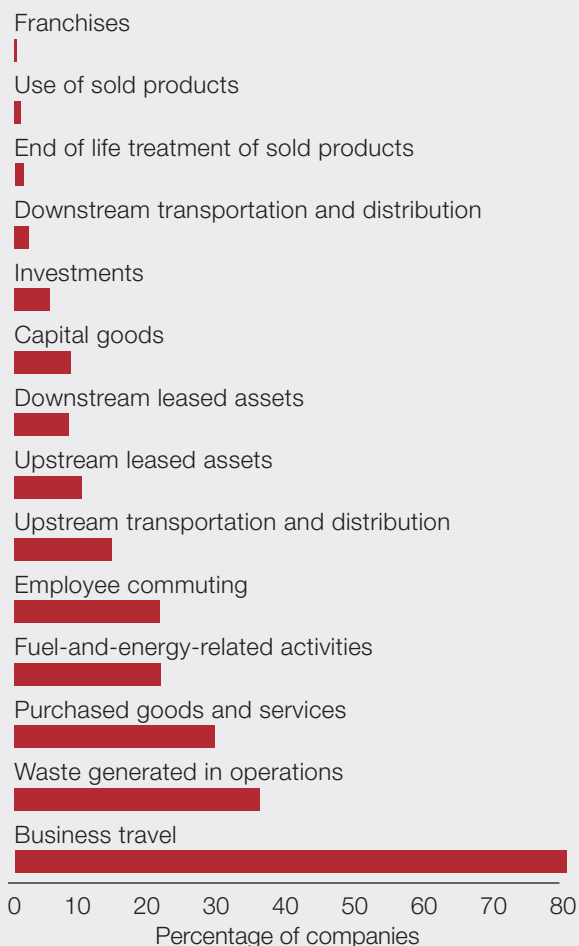 Franchises
Use of sold products
End of life treatment of sold products
Downstream transportation and distribution
Investments
Capital goods
Downstream leased assets
Upstream leased assets
Upstream transportation and distribution
Employee commuting
Fuel-and-energy-related activities
Purchased goods and services
Waste generated in operations
Business travel
0 10 20 30 40 50 60 70 80
Percentage of companies